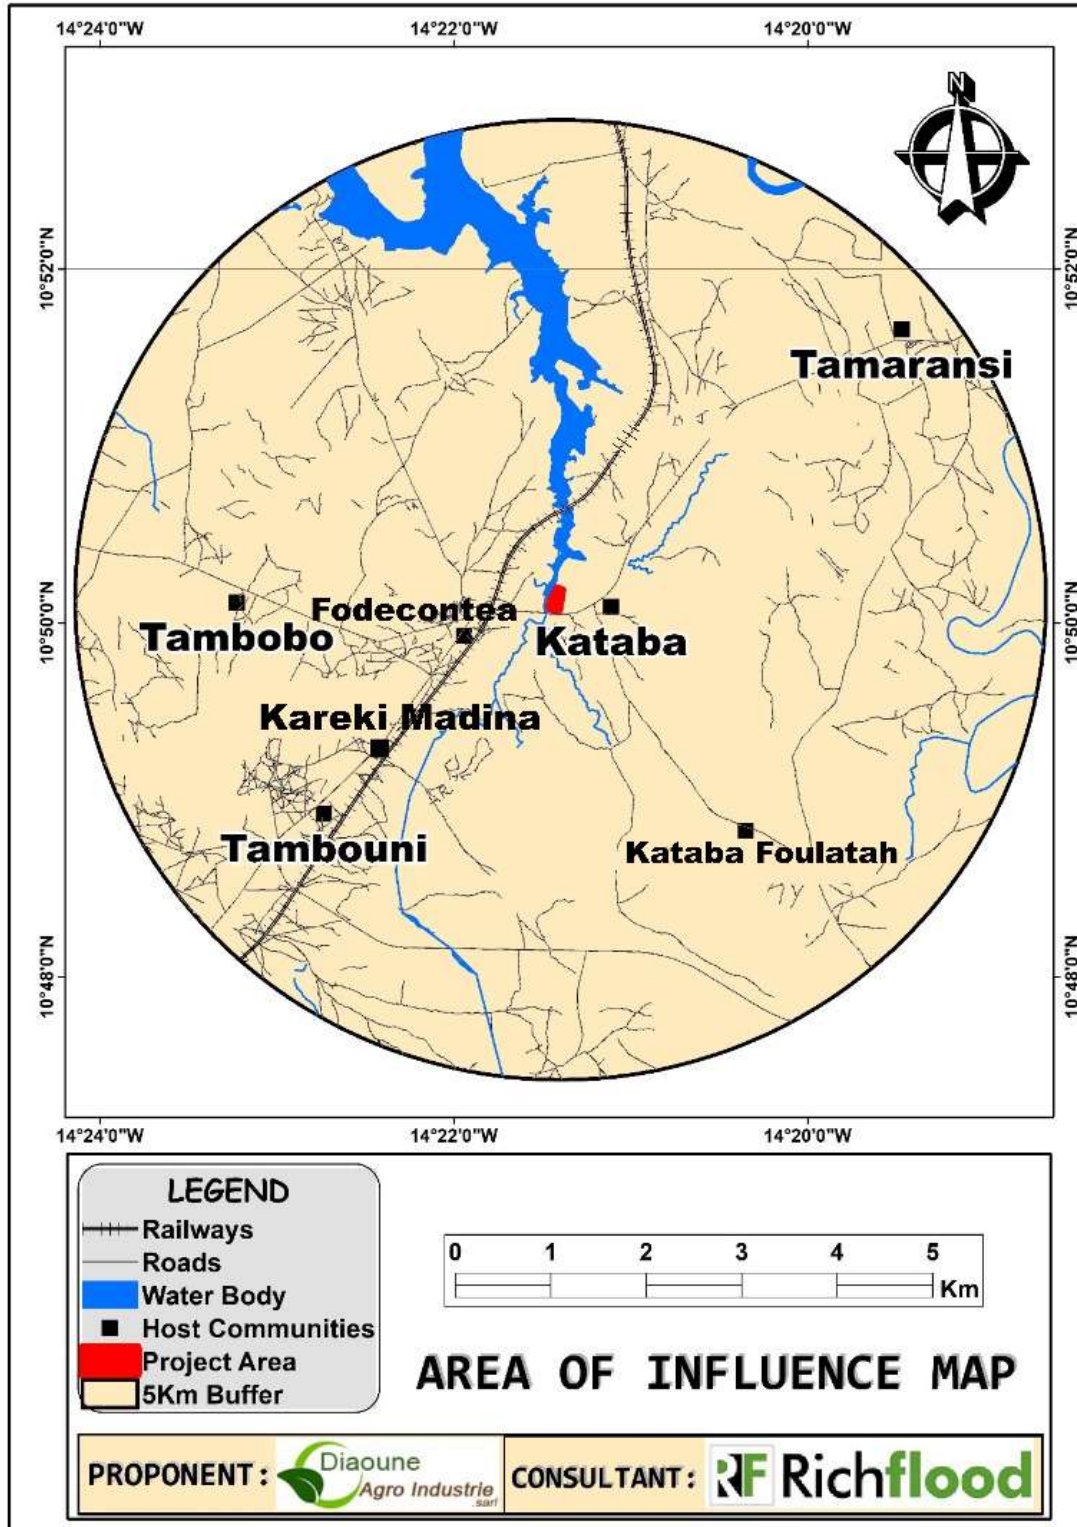 14°24'0"W 14°22'0"W 14°20'0"W
N
10°52'0"N 10°52'0"N
Tamaransi
10°50'0"N 10°50'0"N
Fodecontea
Tambobo
Kataba
Kareki Madina
Tambouni
Kataba Foulatah
10°48'0"N 10°48'0"N
14°24'0"W 14°22'0"W 14°20'0"W
LEGEND
Railways
Roads
Water Body
Host Communities
Project Area
5Km Buffer
0 1 2 3 4 5
Km
AREA OF INFLUENCE MAP
PROPONENT:
Diaoune
Agro Industrie
.sarl
CONSULTANT:
RF Richflood